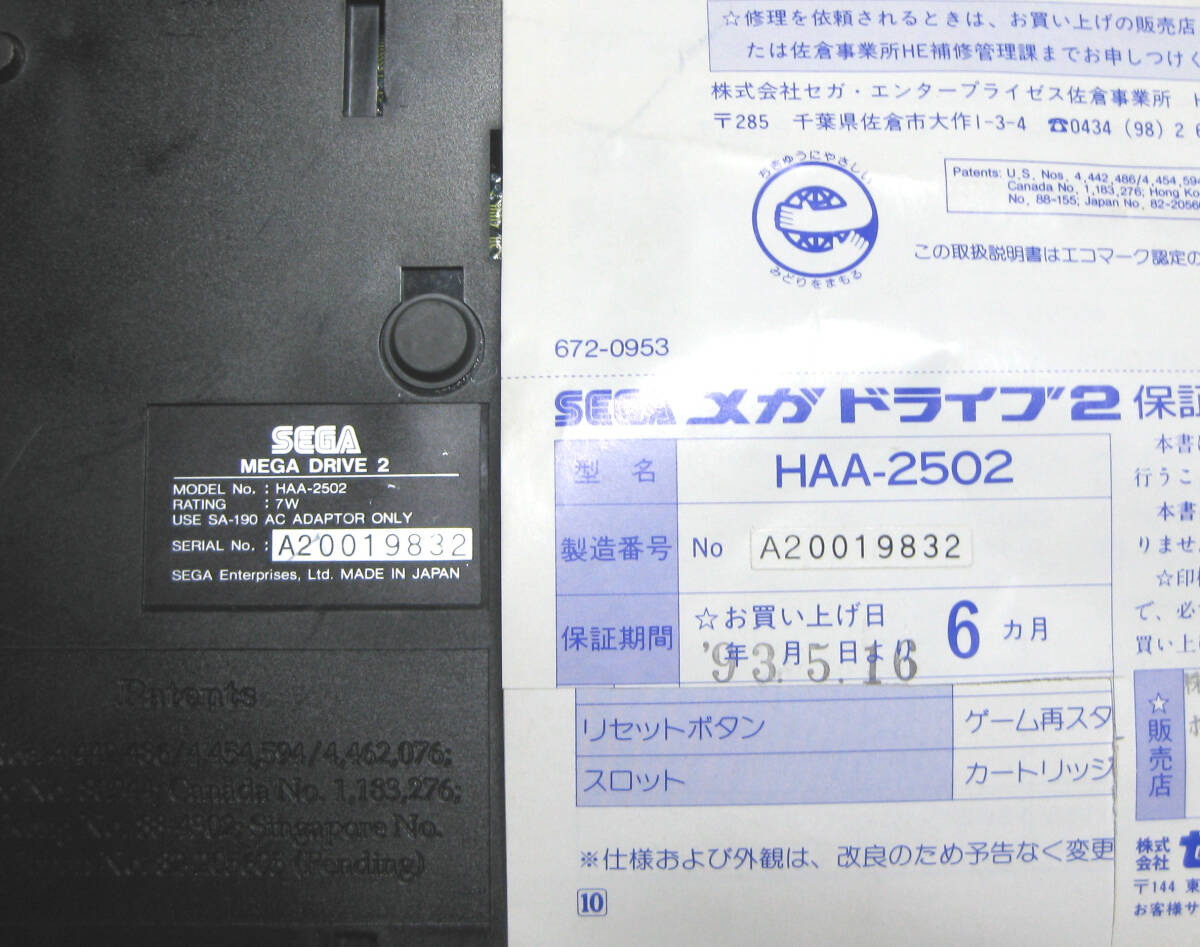 SEGA
MEGA DRIVE 2
MODEL No. : HAA-2502
RATING : 7W
USE SA-190 AC ADAPTOR ONLY
SERIAL No. : A20019832
SEGA Enterprises, Ltd. MADE IN JAPAN
Patents
4,454,594/4,462,076;
Canada No. 1,183,276;
Singapore No.
(Pending)
☆修理を依頼されるときは、お買い上げの販売店
たは佐倉事業所HE補修管理課までお申しつけく
株式会社セガ・エンタープライゼス佐倉事業所
〒285 千葉県佐倉市大作1-3-4 ☎0434 (98) 2
ちきゅうにやさしい
みどりをまもる
Patents: U.S. Nos. 4,442,486/4,454,594
Canada No. 1,183,276; Hong Ko
No. 88-155; Japan No. 82-20560
この取扱説明書はエコマーク認定の
672-0953
SEGA メガドライブ2 保証
型名 HAA-2502
製造番号 No A20019832
保証期間 ☆お買い上げ日
年 月 日より 6 カ月
'93. 5. 16
本書
行うこ
本書
りませ
☆印
で、必
買い上
リセットボタン ゲーム再スタ
スロット カートリッジ
※仕様および外観は、改良のため予告なく変更
10
☆販売店
株式会社 セ
〒144 東
お客様サ